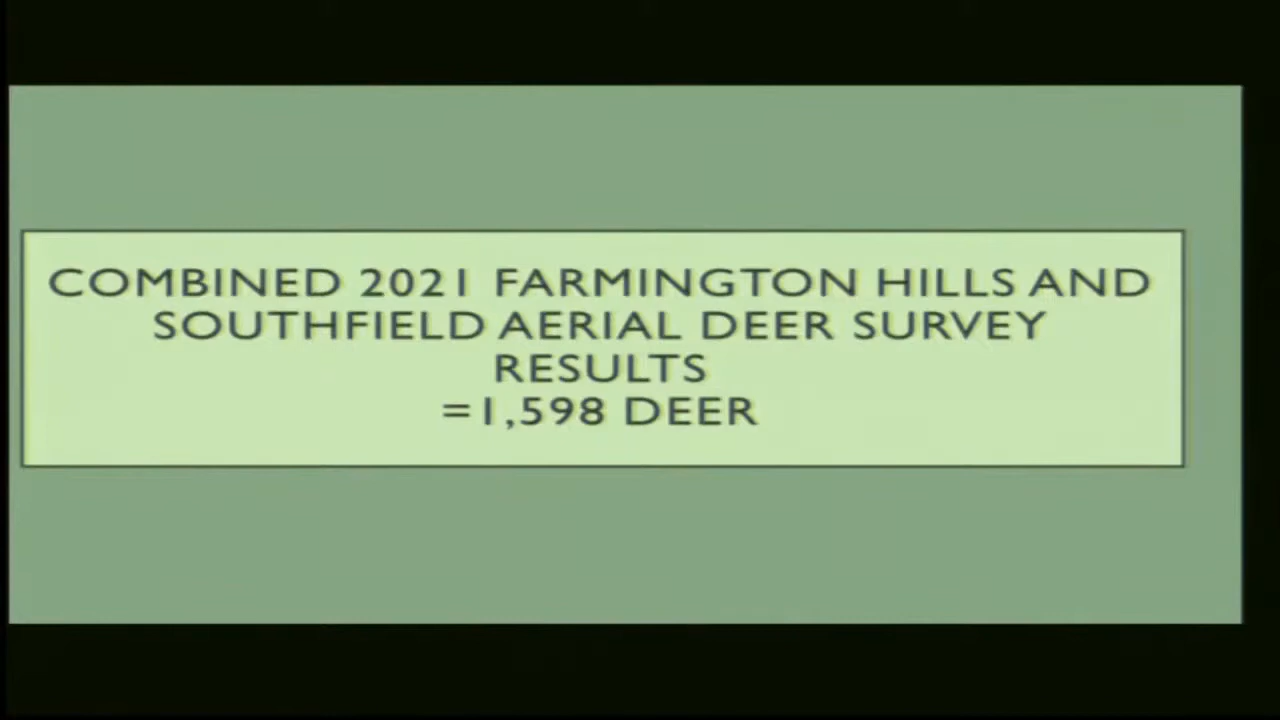 COMBINED 2021 FARMINGTON HILLS AND
SOUTHFIELD AERIAL DEER SURVEY
RESULTS
=1,598 DEER